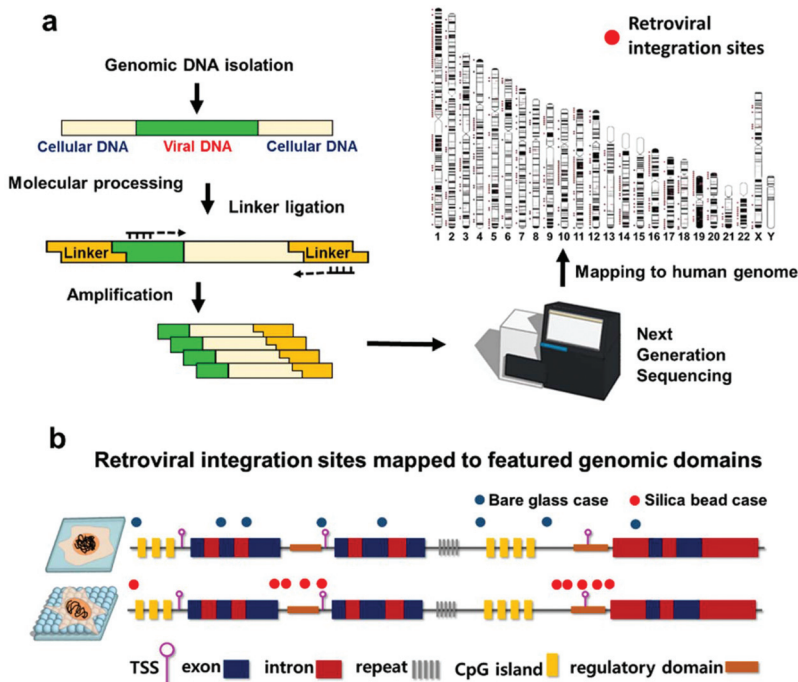 a
Genomic DNA isolation
Cellular DNA Viral DNA Cellular DNA
Molecular processing
Linker ligation
Linker Linker
Amplification
Retroviral
integration sites
1 2 3 4 5 6 7 8 9 10 11 12 13 14 15 16 17 18 19 20 21 22 X Y
Mapping to human genome
Next
Generation
Sequencing
b
Retroviral integration sites mapped to featured genomic domains
Bare glass case Silica bead case
TSS exon intron repeat CpG island regulatory domain